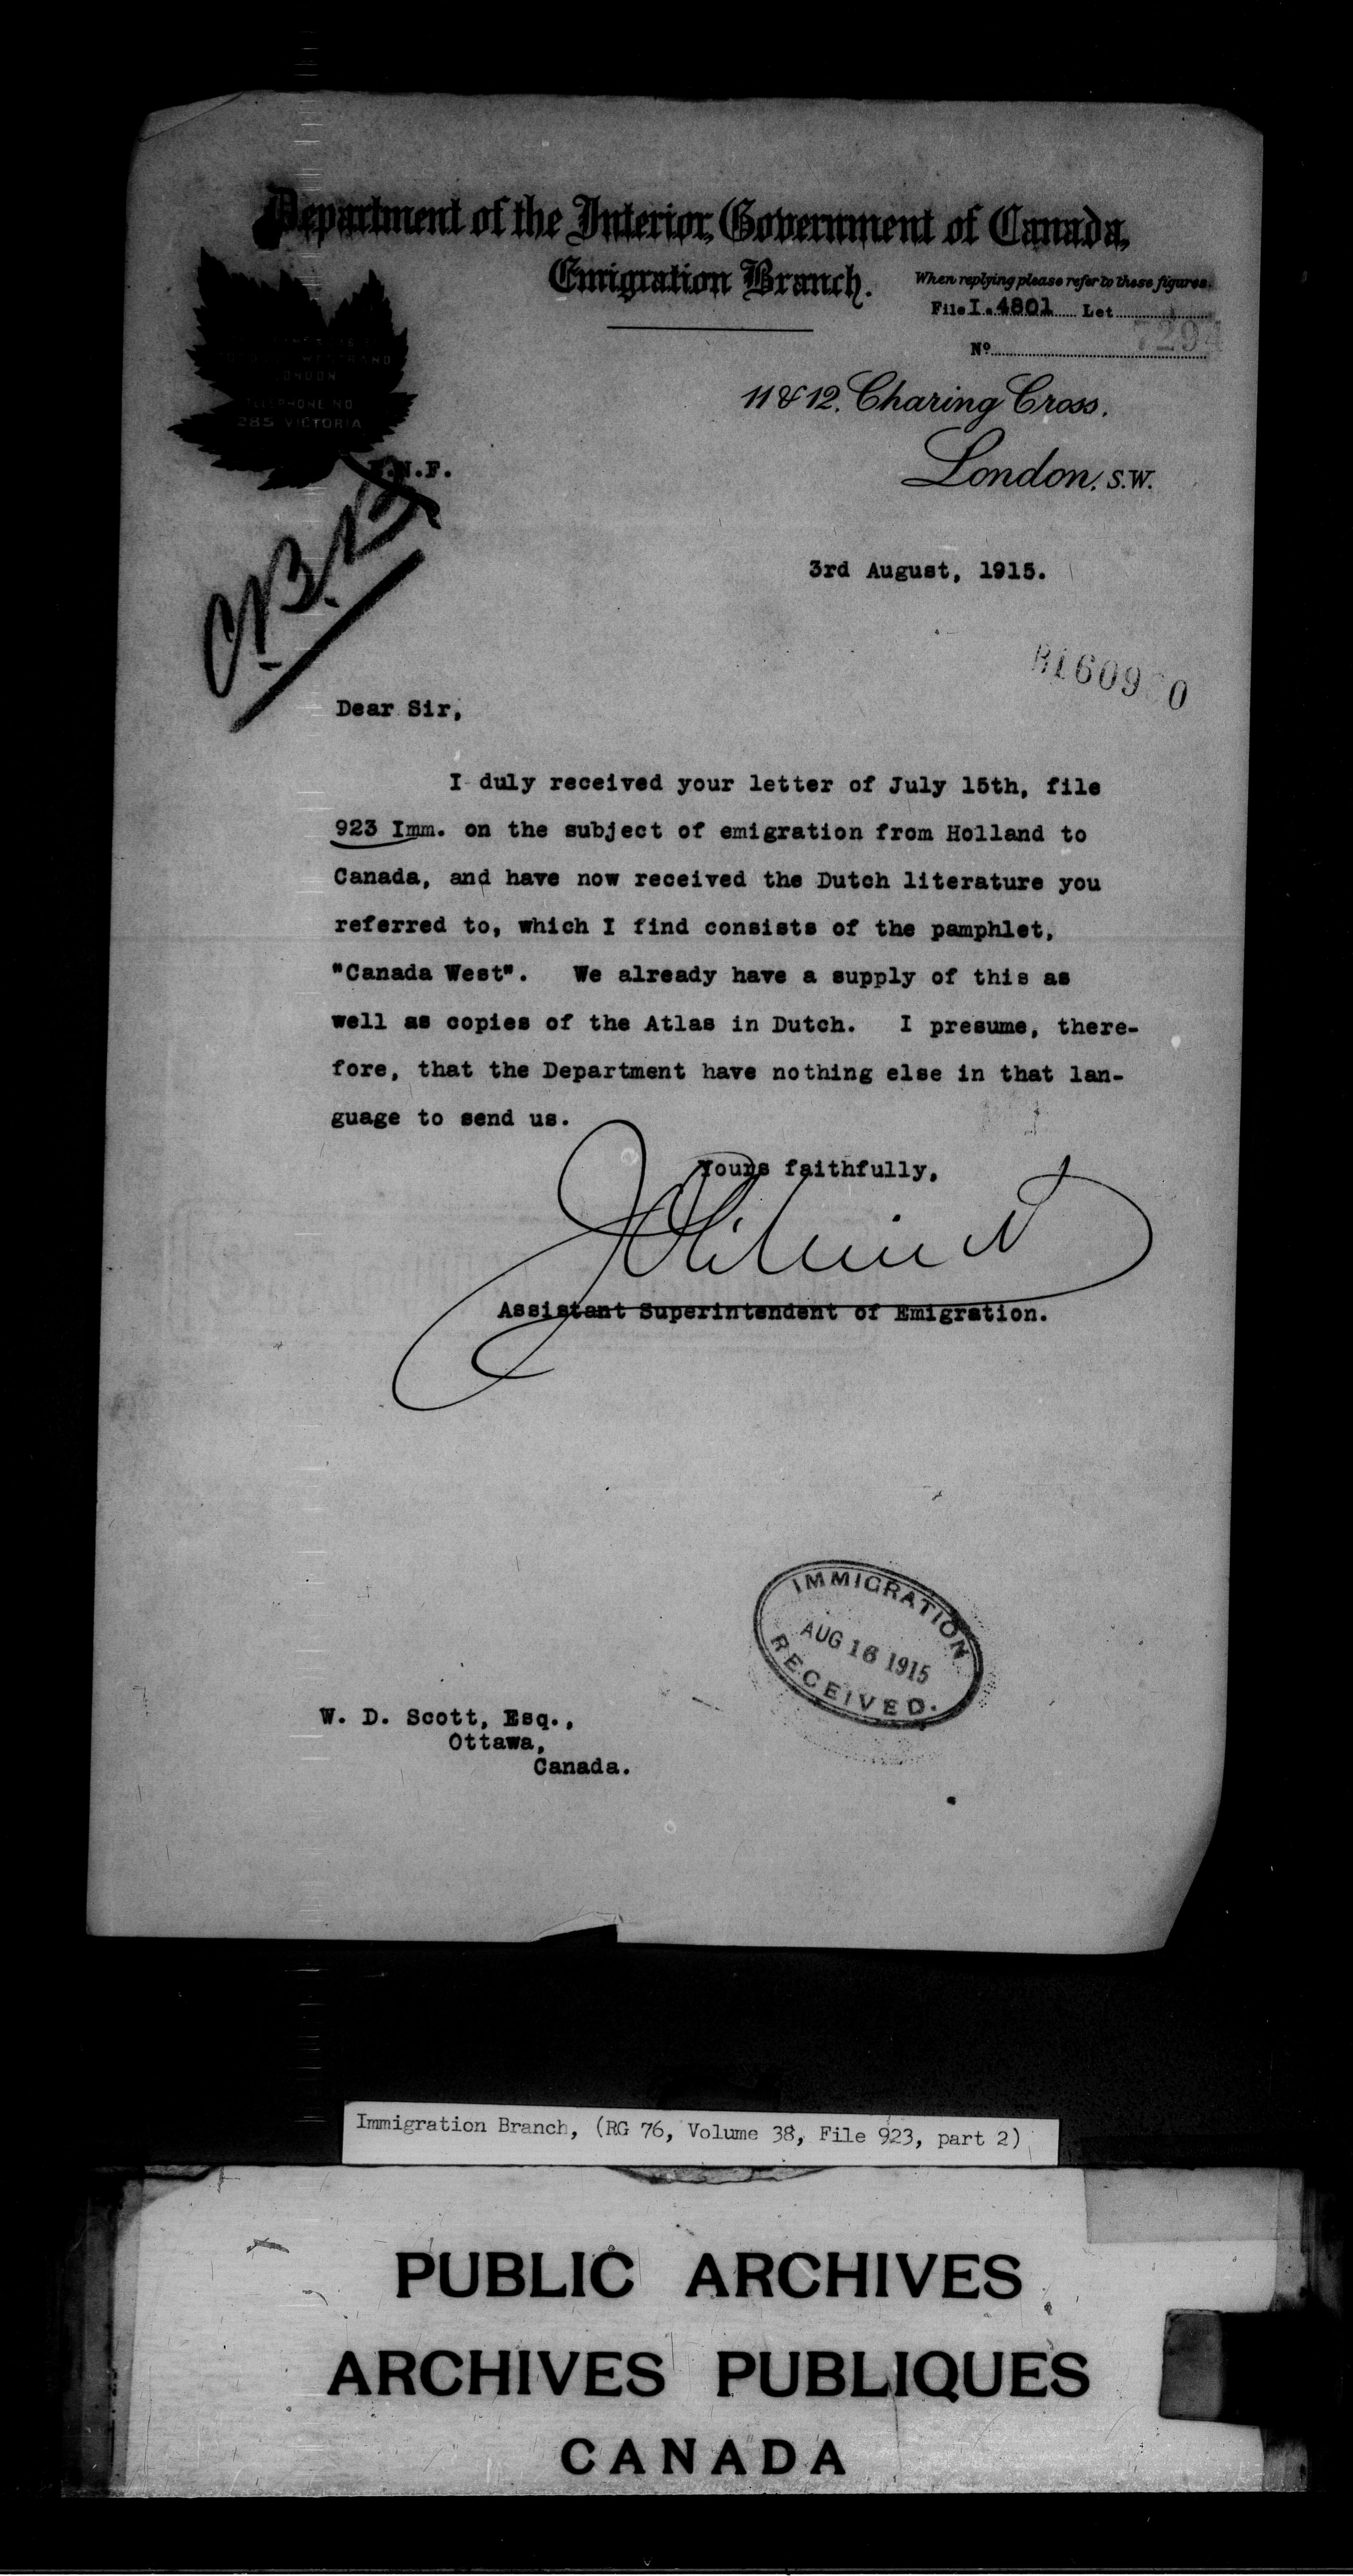 Department of the Interior, Government of Canada,
Emigration Branch.
When replying please refer to these figures.
File I.4801 Let
7294
No
LONDON
TELEPHONE NO
285 VICTORIA
11 & 12, Charing Cross,
London, S.W.
3rd August, 1915.
Dear Sir,
I duly received your letter of July 15th, file
923 Imm. on the subject of emigration from Holland to
Canada, and have now received the Dutch literature you
referred to, which I find consists of the pamphlet,
"Canada West". We already have a supply of this as
well as copies of the Atlas in Dutch. I presume, there-
fore, that the Department have nothing else in that lan-
guage to send us.
Yours faithfully,
Assistant Superintendent of Emigration.
IMMIGRATION
AUG 16 1915
RECEIVED.
W. D. Scott, Esq.,
Ottawa,
Canada.
Immigration Branch, (RG 76, Volume 38, File 923, part 2)
PUBLIC ARCHIVES
ARCHIVES PUBLIQUES
CANADA